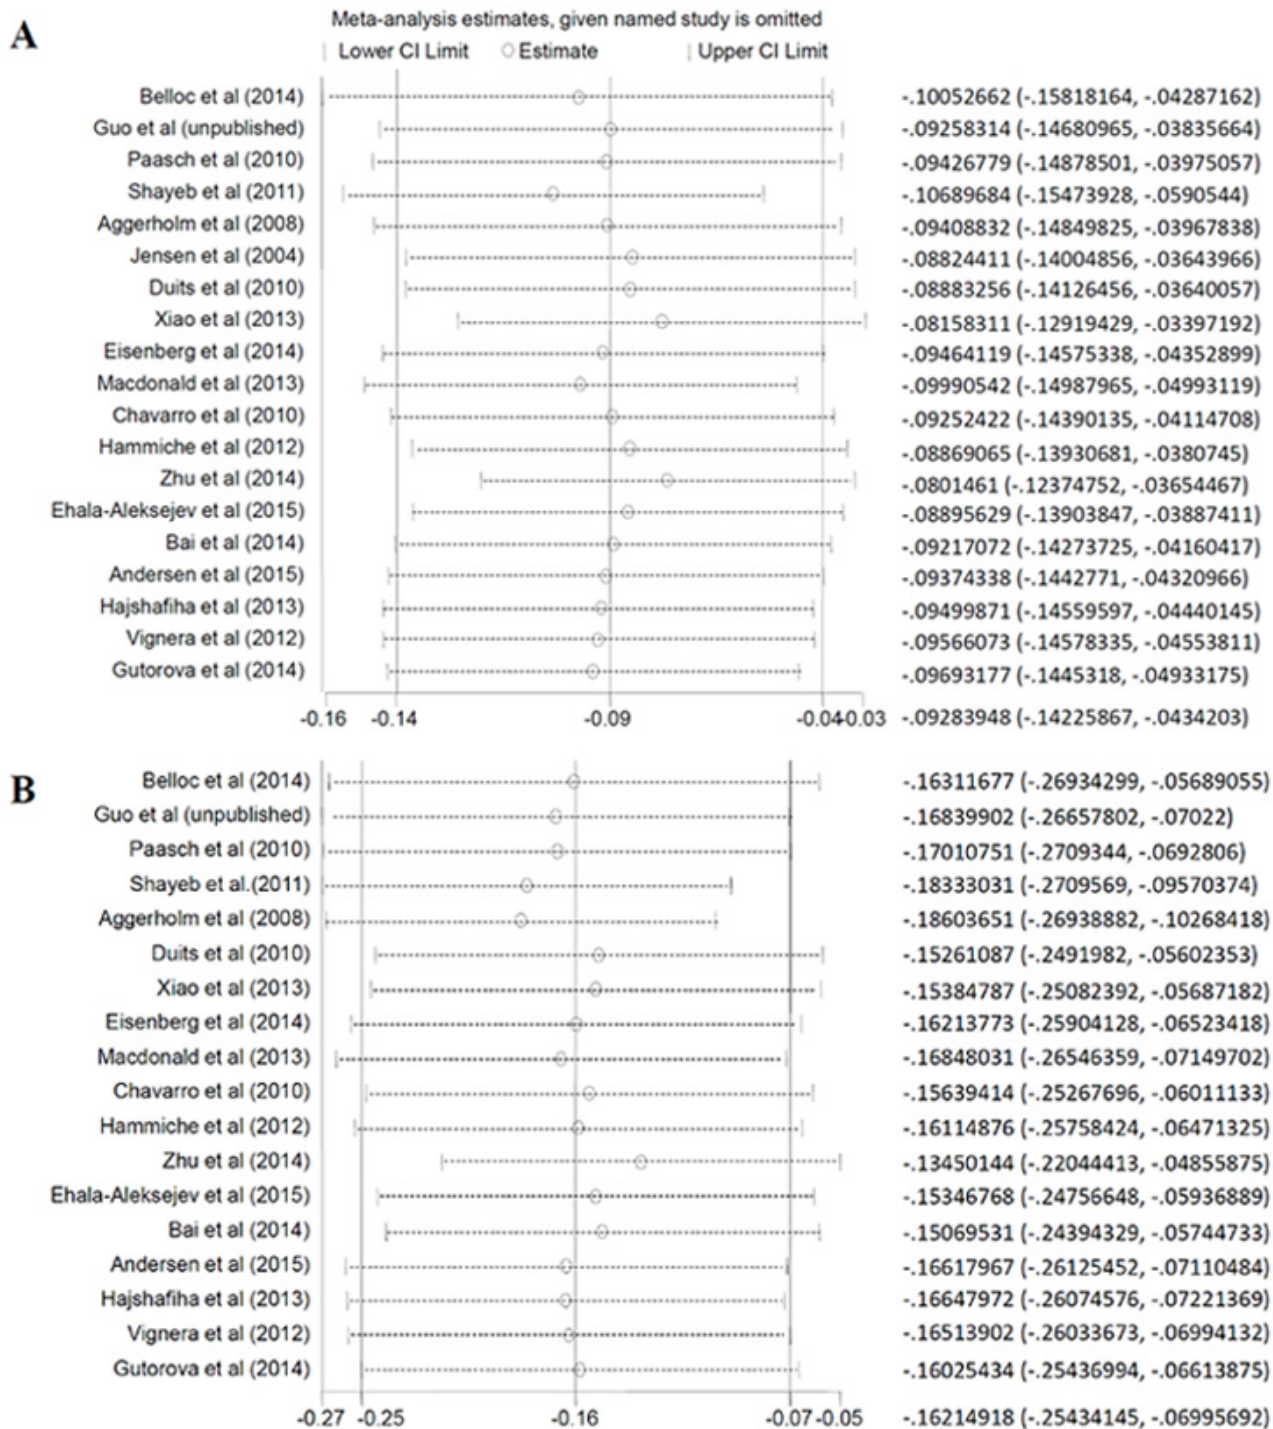 A
Meta-analysis estimates, given named study is omitted
Lower CI Limit Estimate Upper CI Limit
Belloc et al (2014) -.10052662 (-.15818164, -.04287162)
Guo et al (unpublished) -.09258314 (-.14680965, -.03835664)
Paasch et al (2010) -.09426779 (-.14878501, -.03975057)
Shayeb et al (2011) -.10689684 (-.15473928, -.0590544)
Aggerholm et al (2008) -.09408832 (-.14849825, -.03967838)
Jensen et al (2004) -.08824411 (-.14004856, -.03643966)
Duits et al (2010) -.08883256 (-.14126456, -.03640057)
Xiao et al (2013) -.08158311 (-.12919429, -.03397192)
Eisenberg et al (2014) -.09464119 (-.14575338, -.04352899)
Macdonald et al (2013) -.09990542 (-.14987965, -.04993119)
Chavarro et al (2010) -.09252422 (-.14390135, -.04114708)
Hammiche et al (2012) -.08869065 (-.13930681, -.0380745)
Zhu et al (2014) -.0801461 (-.12374752, -.03654467)
Ehala-Aleksejev et al (2015) -.08895629 (-.13903847, -.03887411)
Bai et al (2014) -.09217072 (-.14273725, -.04160417)
Andersen et al (2015) -.09374338 (-.1442771, -.04320966)
Hajshafiha et al (2013) -.09499871 (-.14559597, -.04440145)
Vignera et al (2012) -.09566073 (-.14578335, -.04553811)
Gutorova et al (2014) -.09693177 (-.1445318, -.04933175)
-0.16 -0.14 -0.09 -0.04 -0.03 -.09283948 (-.14225867, -.0434203)
B
Belloc et al (2014) -.16311677 (-.26934299, -.05689055)
Guo et al (unpublished) -.16839902 (-.26657802, -.07022)
Paasch et al (2010) -.17010751 (-.2709344, -.0692806)
Shayeb et al.(2011) -.18333031 (-.2709569, -.09570374)
Aggerholm et al (2008) -.18603651 (-.26938882, -.10268418)
Duits et al (2010) -.15261087 (-.2491982, -.05602353)
Xiao et al (2013) -.15384787 (-.25082392, -.05687182)
Eisenberg et al (2014) -.16213773 (-.25904128, -.06523418)
Macdonald et al (2013) -.16848031 (-.26546359, -.07149702)
Chavarro et al (2010) -.15639414 (-.25267696, -.06011133)
Hammiche et al (2012) -.16114876 (-.25758424, -.06471325)
Zhu et al (2014) -.13450144 (-.22044413, -.04855875)
Ehala-Aleksejev et al (2015) -.15346768 (-.24756648, -.05936889)
Bai et al (2014) -.15069531 (-.24394329, -.05744733)
Andersen et al (2015) -.16617967 (-.26125452, -.07110484)
Hajshafiha et al (2013) -.16647972 (-.26074576, -.07221369)
Vignera et al (2012) -.16513902 (-.26033673, -.06994132)
Gutorova et al (2014) -.16025434 (-.25436994, -.06613875)
-0.27 -0.25 -0.16 -0.07 -0.05 -.16214918 (-.25434145, -.06995692)